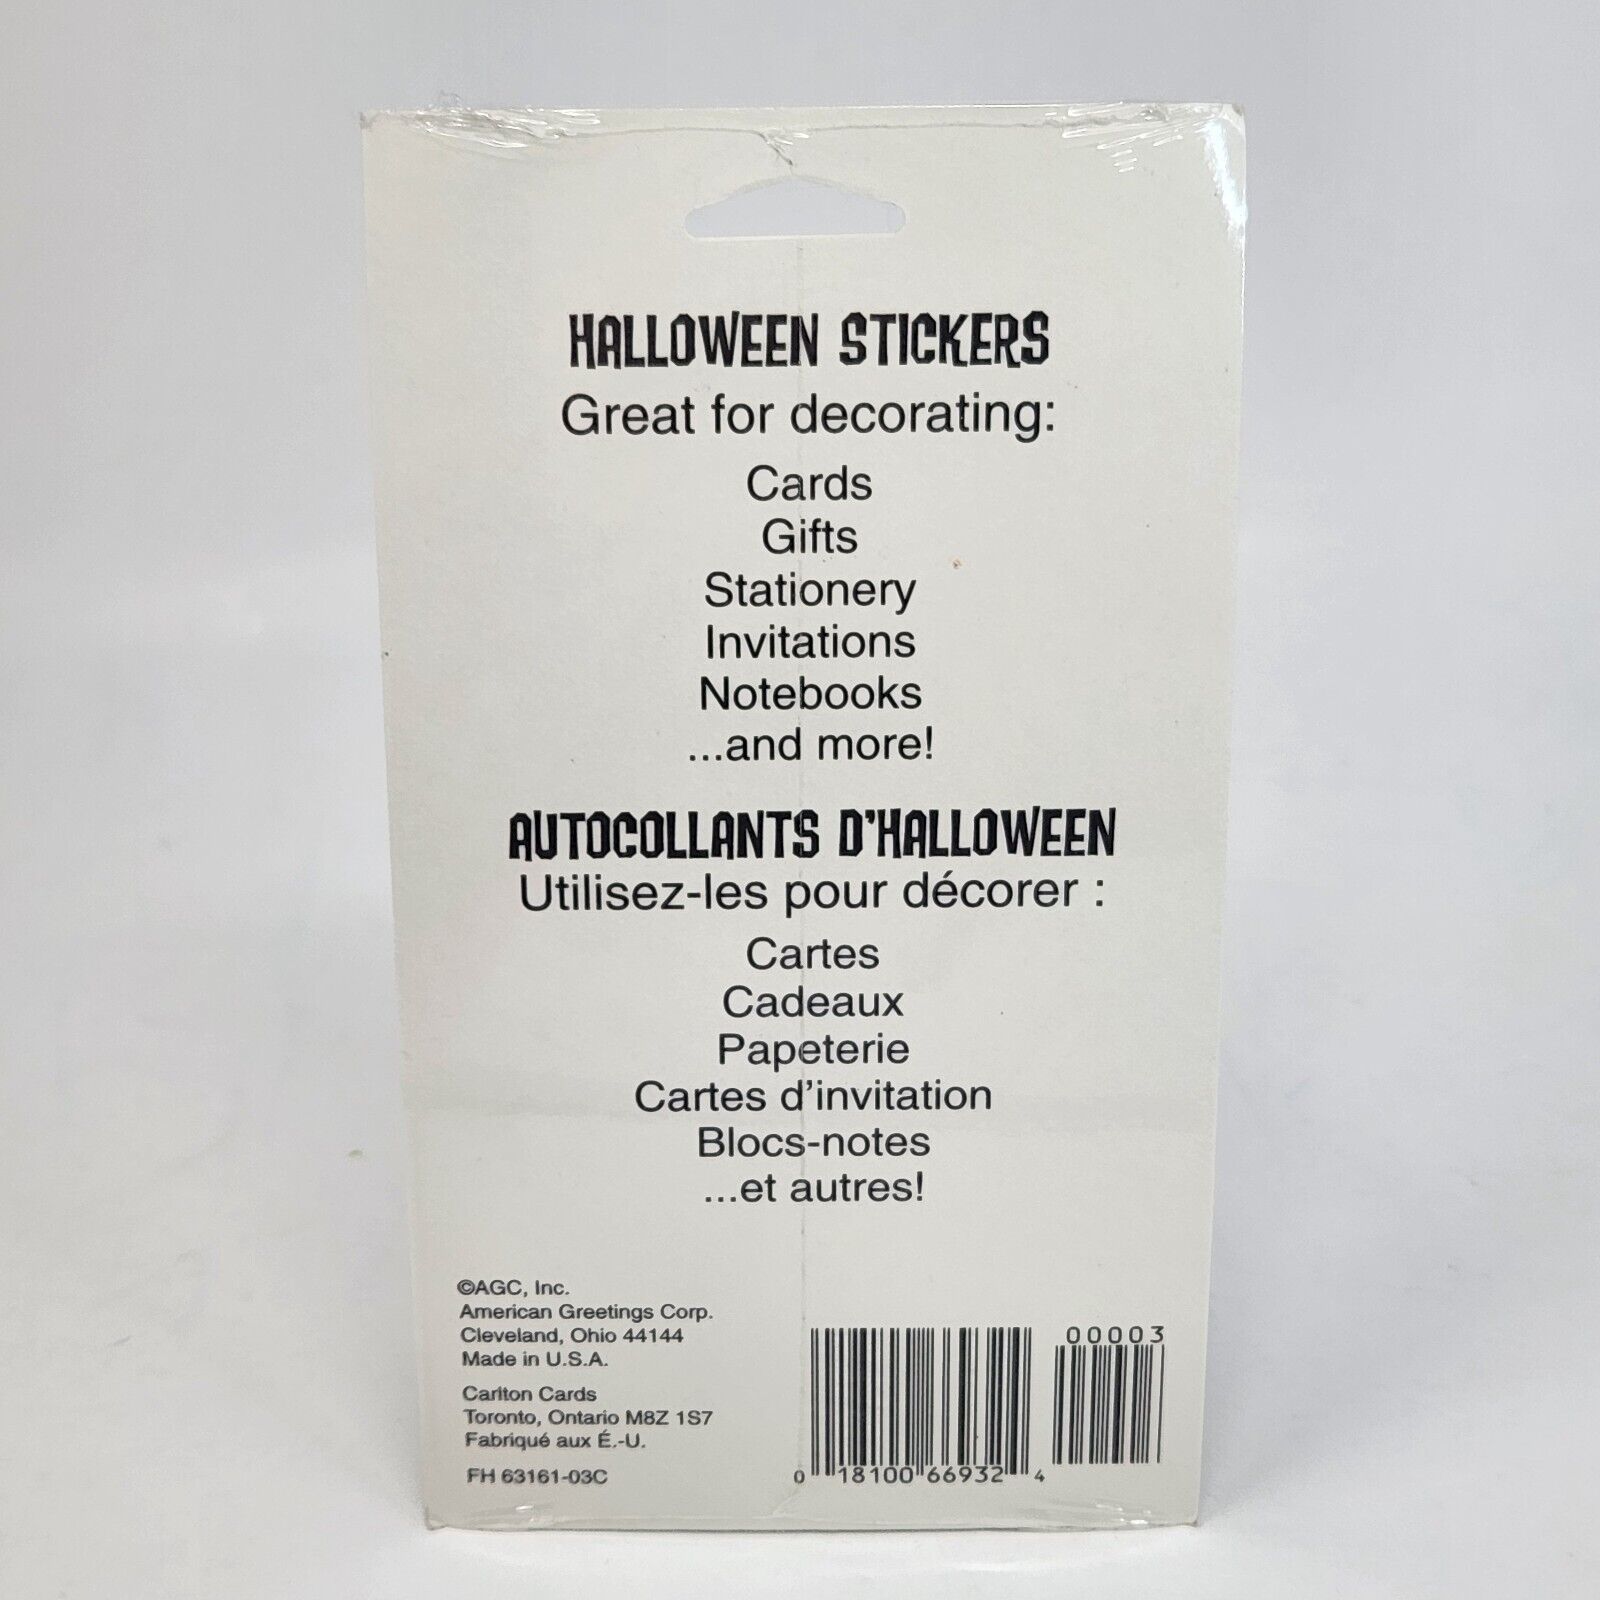 HALLOWEEN STICKERS
Great for decorating:
Cards
Gifts
Stationery
Invitations
Notebooks
...and more!
AUTOCOLLANTS D'HALLOWEEN
Utilisez-les pour décorer :
Cartes
Cadeaux
Papeterie
Cartes d'invitation
Blocs-notes
...et autres!
©AGC, Inc.
American Greetings Corp.
Cleveland, Ohio 44144
Made in U.S.A.
Carlton Cards
Toronto, Ontario M8Z 1S7
Fabriqué aux É.-U.
FH 63161-03C
00003
0 18100 66932 4